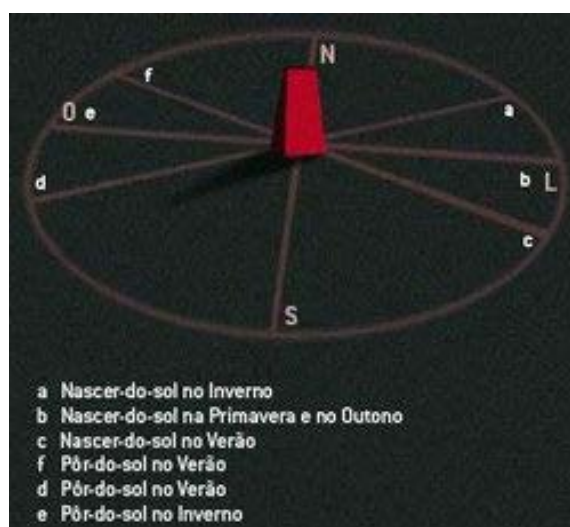 N
f
O e
a
b L
d
c
S
a Nascer-do-sol no Inverno
b Nascer-do-sol na Primavera e no Outono
c Nascer-do-sol no Verão
f Pôr-do-sol no Verão
d Pôr-do-sol no Verão
e Pôr-do-sol no Inverno